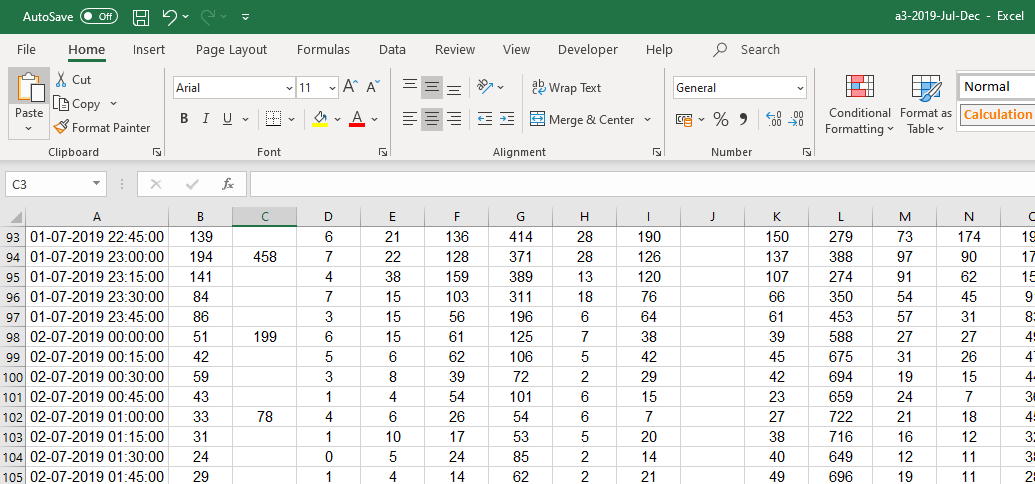 AutoSave Off a3-2019-Jul-Dec - Excel
File Home Insert Page Layout Formulas Data Review View Developer Help Search
Paste Cut Copy Format Painter Clipboard
Arial 11 A A B I U A Font
ab Wrap Text Merge & Center Alignment
General % Number
Conditional Formatting Format as Table Normal Calculation
C3 fx
A B C D E F G H I J K L M N
93 01-07-2019 22:45:00 139 6 21 136 414 28 190 150 279 73 174
94 01-07-2019 23:00:00 194 458 7 22 128 371 28 126 137 388 97 90
95 01-07-2019 23:15:00 141 4 38 159 389 13 120 107 274 91 62
96 01-07-2019 23:30:00 84 7 15 103 311 18 76 66 350 54 45
97 01-07-2019 23:45:00 86 3 15 56 196 6 64 61 453 57 31
98 02-07-2019 00:00:00 51 199 6 15 61 125 7 38 39 588 27 27
99 02-07-2019 00:15:00 42 5 6 62 106 5 42 45 675 31 26
100 02-07-2019 00:30:00 59 3 8 39 72 2 29 42 694 19 15
101 02-07-2019 00:45:00 43 1 4 54 101 6 15 23 659 24 7
102 02-07-2019 01:00:00 33 78 4 6 26 54 6 7 27 722 21 18
103 02-07-2019 01:15:00 31 1 10 17 53 5 20 38 716 16 12
104 02-07-2019 01:30:00 24 0 5 24 85 2 14 40 649 12 11
105 02-07-2019 01:45:00 29 1 4 14 62 2 21 49 696 19 11